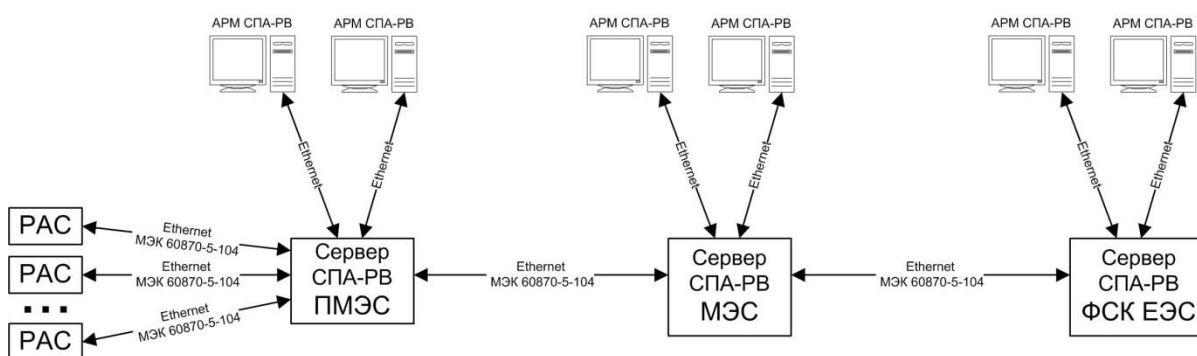 АРМ СПА-РВ
АРМ СПА-РВ
АРМ СПА-РВ
АРМ СПА-РВ
АРМ СПА-РВ
АРМ СПА-РВ
Ethernet
Ethernet
Ethernet
Ethernet
Ethernet
Ethernet
РАС
Ethernet
МЭК 60870-5-104
РАС
Ethernet
МЭК 60870-5-104
РАС
Ethernet
МЭК 60870-5-104
Сервер
СПА-РВ
ПМЭС
Ethernet
МЭК 60870-5-104
Сервер
СПА-РВ
МЭС
Ethernet
МЭК 60870-5-104
Сервер
СПА-РВ
ФСК ЕЭС